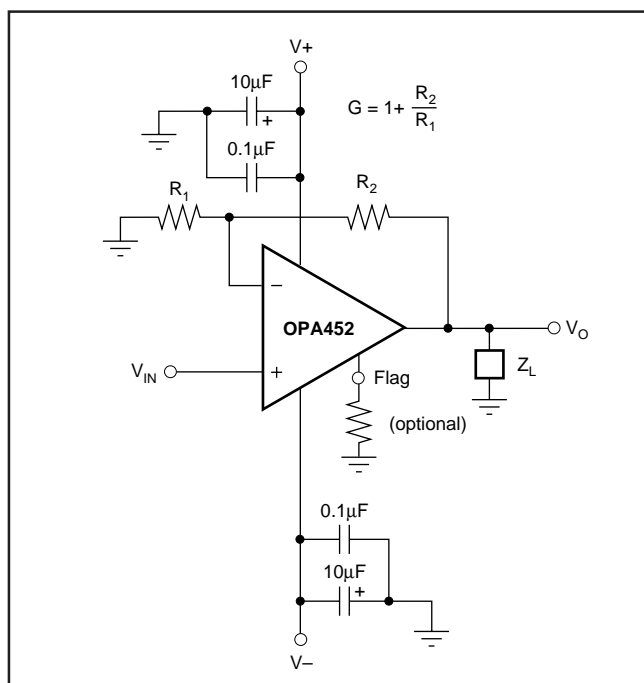 V+
10µF
+
G = 1+ R2/R1
0.1µF
R1
R2
−
OPA452
VO
VIN
+
Flag
ZL
(optional)
0.1µF
10µF
+
V–